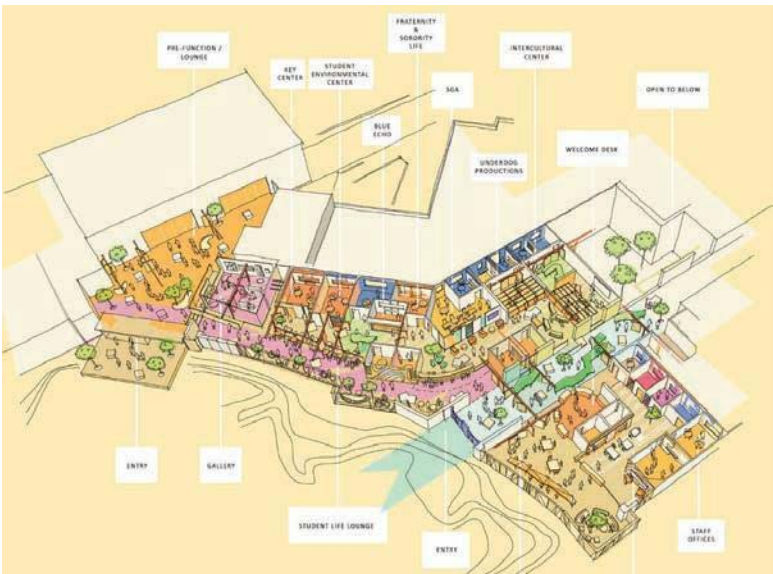 FRATERNITY
&
SORORITY
LIFE
PRE-FUNCTION /
LOUNGE
INTERCULTURAL
CENTER
KEY
CENTER
STUDENT
ENVIRONMENTAL
CENTER
SGA
OPEN TO BELOW
BLUE
ECHO
UNDERDOG
PRODUCTIONS
WELCOME DESK
ENTRY
GALLERY
STUDENT LIFE LOUNGE
ENTRY
STAFF
OFFICES